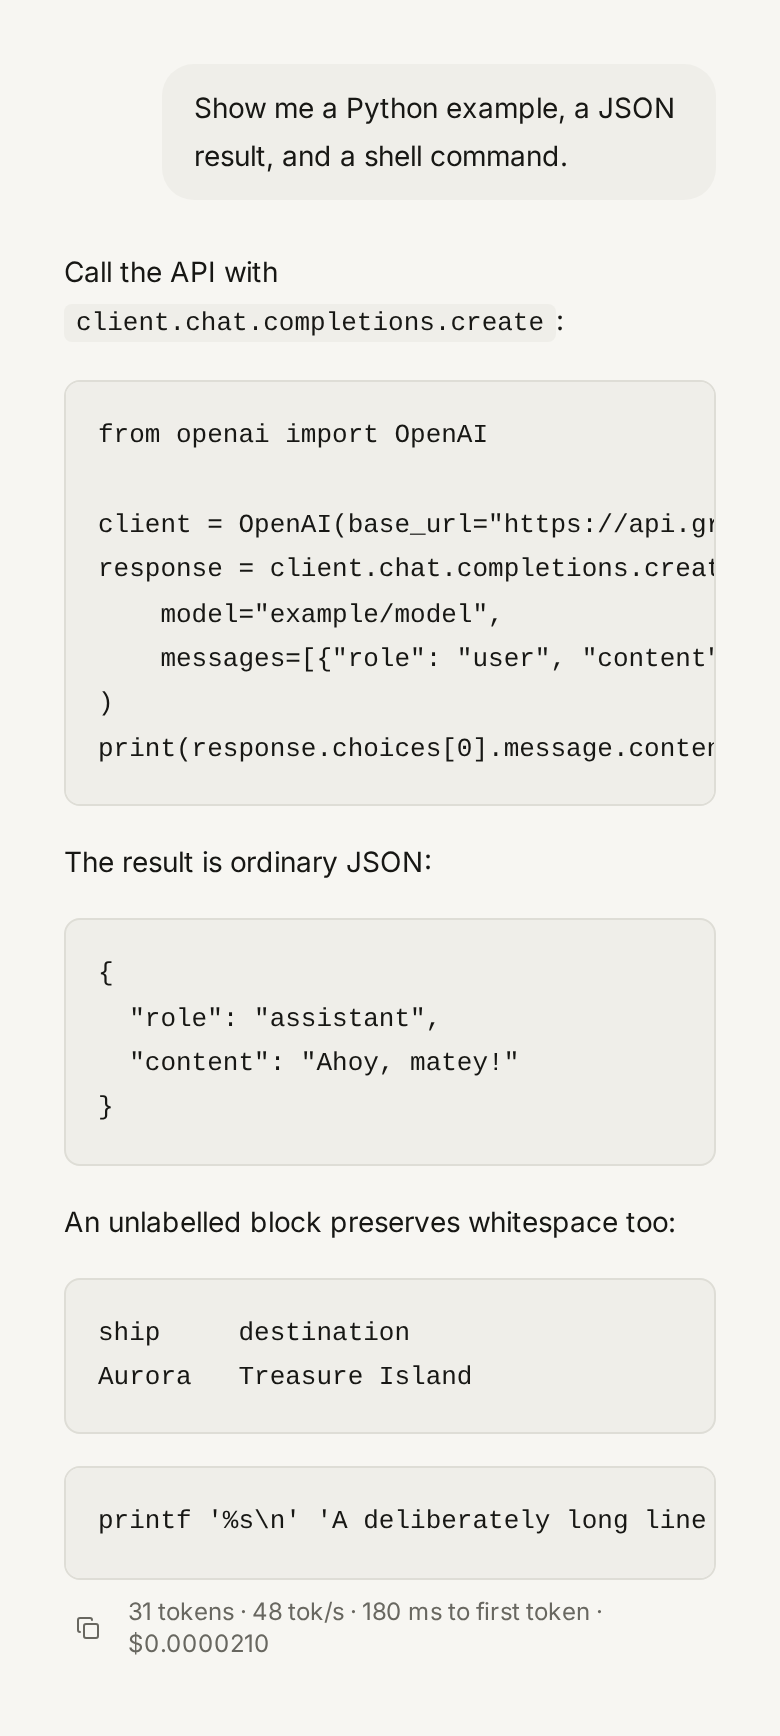 Show me a Python example, a JSON
result, and a shell command.
Call the API with
client.chat.completions.create:
from openai import OpenAI
client = OpenAI(base_url="https://api.gr
response = client.chat.completions.creat
    model="example/model",
    messages=[{"role": "user", "content"
)
print(response.choices[0].message.conten
The result is ordinary JSON:
{
  "role": "assistant",
  "content": "Ahoy, matey!"
}
An unlabelled block preserves whitespace too:
ship     destination
Aurora   Treasure Island
printf '%s\n' 'A deliberately long line
31 tokens · 48 tok/s · 180 ms to first token ·
$0.0000210